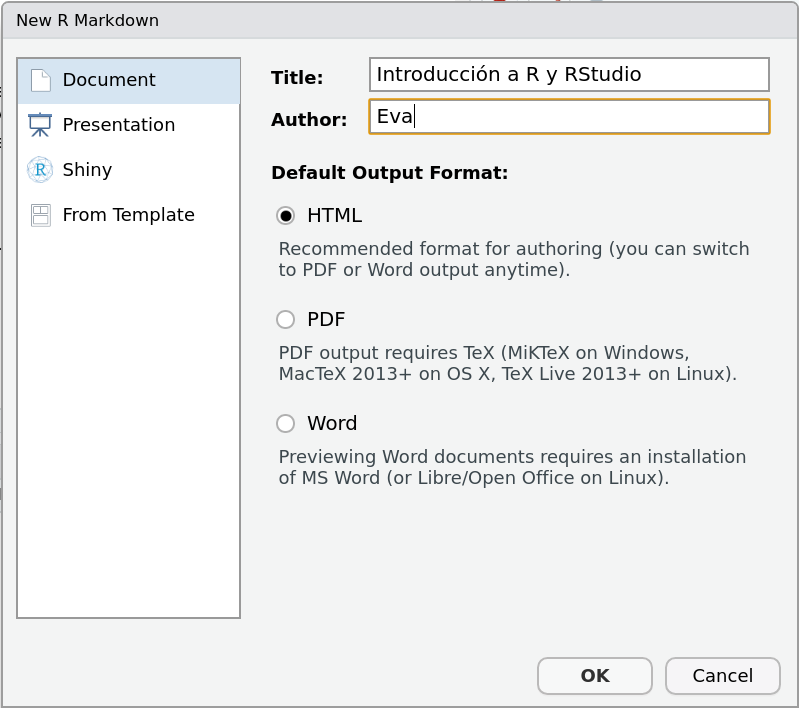 New R Markdown
Document
Presentation
Shiny
From Template
Title: Introducción a R y RStudio
Author: Eva
Default Output Format:
HTML
Recommended format for authoring (you can switch
to PDF or Word output anytime).
PDF
PDF output requires TeX (MiKTeX on Windows,
MacTeX 2013+ on OS X, TeX Live 2013+ on Linux).
Word
Previewing Word documents requires an installation
of MS Word (or Libre/Open Office on Linux).
OK Cancel